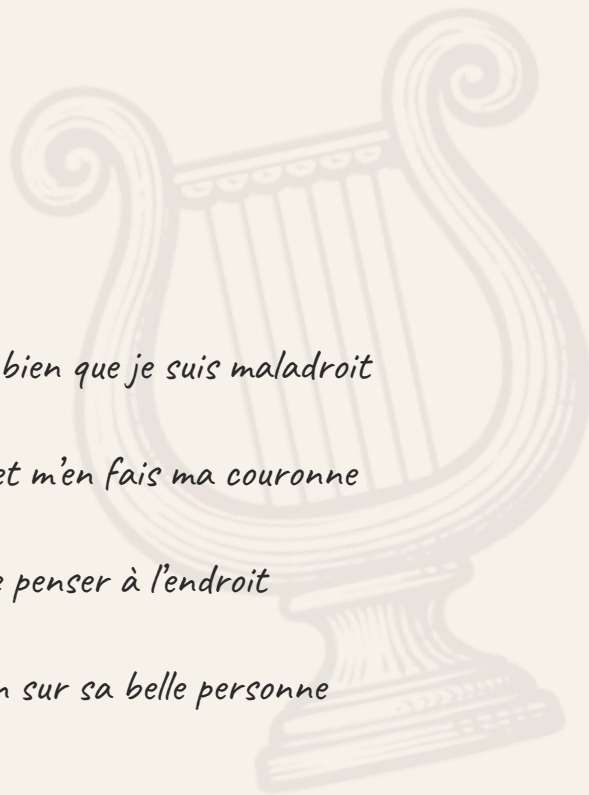 bien que je suis maladroit
et m’en fais ma couronne
penser à l’endroit
sur sa belle personne